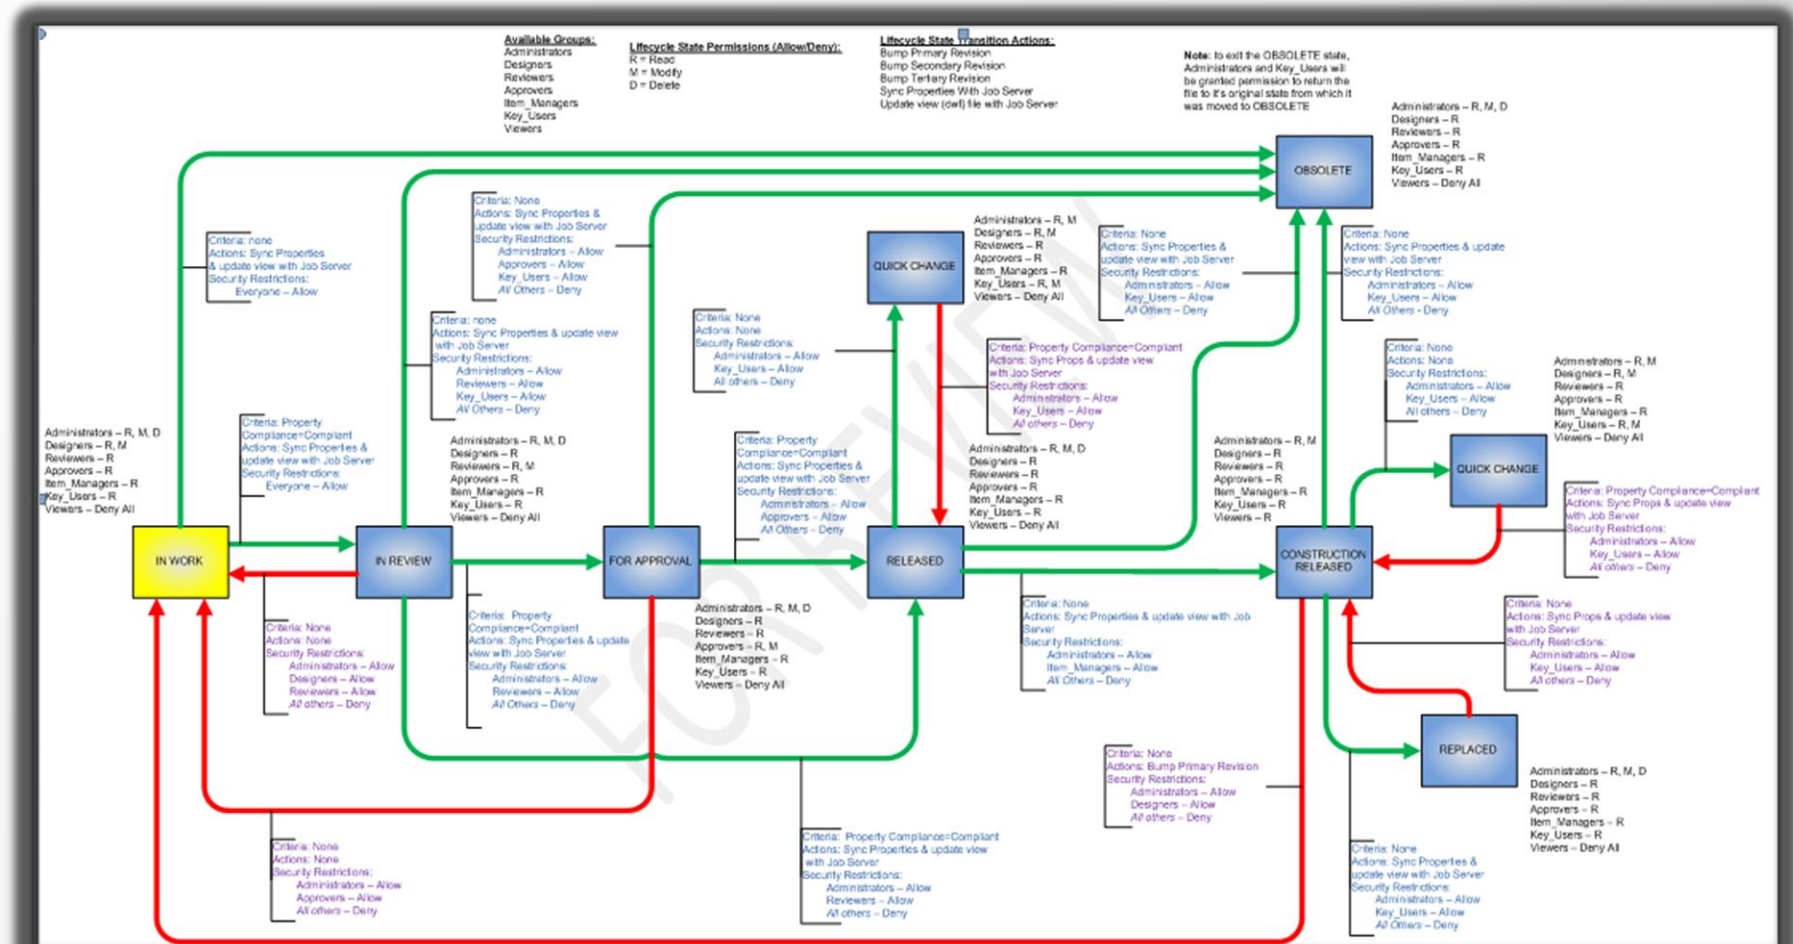 Available Groups:
Administrators
Designers
Reviewers
Approvers
Item_Managers
Key_Users
Viewers
Lifecycle State Permissions (Allow/Deny):
R = Read
M = Modify
D = Delete
Lifecycle State Transition Actions:
Bump Primary Revision
Bump Secondary Revision
Bump Tertiary Revision
Sync Properties With Job Server
Update view (dwf) file with Job Server
Note: to exit the OBSOLETE state,
Administrators and Key_Users will
be granted permission to return the
file to it's original state from which it
was moved to OBSOLETE
Administrators – R, M, D
Designers – R
Reviewers – R
Approvers – R
Item_Managers – R
Key_Users – R
Viewers – Deny All
OBSOLETE
Criteria: none
Actions: Sync Properties
& update view with Job Server
Security Restrictions:
Everyone – Allow
Criteria: None
Actions: Sync Properties &
update view with Job Server
Security Restrictions:
Administrators – Allow
Approvers – Allow
Key_Users – Allow
All Others – Deny
Criteria: none
Actions: Sync Properties & update view
with Job Server
Security Restrictions:
Administrators – Allow
Reviewers – Allow
Key_Users – Allow
All Others – Deny
QUICK CHANGE
Administrators – R, M
Designers – R, M
Reviewers – R
Approvers – R
Item_Managers – R
Key_Users – R, M
Viewers – Deny All
Criteria: None
Actions: Sync Properties &
update view with Job Server
Security Restrictions:
Administrators – Allow
Key_Users – Allow
All Others – Deny
Criteria: None
Actions: Sync Properties & update
view with Job Server
Security Restrictions:
Administrators – Allow
Key_Users – Allow
All Others - Deny
Criteria: None
Actions: None
Security Restrictions:
Administrators – Allow
Key_Users – Allow
All others – Deny
Criteria: Property Compliance=Compliant
Actions: Sync Props & update view
with Job Server
Security Restrictions:
Administrators – Allow
Key_Users – Allow
All others – Deny
Criteria: None
Actions: None
Security Restrictions:
Administrators – Allow
Key_Users – Allow
All others – Deny
Administrators – R, M
Designers – R, M
Reviewers – R
Approvers – R
Item_Managers – R
Key_Users – R, M
Viewers – Deny All
QUICK CHANGE
Criteria: Property Compliance=Compliant
Actions: Sync Props & update view
with Job Server
Security Restrictions:
Administrators – Allow
Key_Users – Allow
All others – Deny
Administrators – R, M, D
Designers – R, M
Reviewers – R
Approvers – R
Item_Managers – R
Key_Users – R
Viewers – Deny All
Criteria: Property
Compliance=Compliant
Actions: Sync Properties &
update view with Job Server
Security Restrictions:
Everyone – Allow
Administrators – R, M, D
Designers – R
Reviewers – R, M
Approvers – R
Item_Managers – R
Key_Users – R
Viewers – Deny All
Criteria: Property
Compliance=Compliant
Actions: Sync Properties &
update view with Job Server
Security Restrictions:
Administrators – Allow
Approvers – Allow
All Others – Deny
Administrators – R, M, D
Designers – R
Reviewers – R
Approvers – R
Item_Managers – R
Key_Users – R
Viewers – Deny All
Administrators – R, M
Designers – R
Reviewers – R
Approvers – R
Item_Managers – R
Key_Users – R
Viewers – R
IN WORK
IN REVIEW
FOR APPROVAL
RELEASED
CONSTRUCTION
RELEASED
Criteria: None
Actions: None
Security Restrictions:
Administrators – Allow
Designers – Allow
Reviewers – Allow
All others – Deny
Criteria: Property
Compliance=Compliant
Actions: Sync Properties & update
view with Job Server
Security Restrictions:
Administrators – Allow
Reviewers – Allow
All Others – Deny
Administrators – R, M, D
Designers – R
Reviewers – R
Approvers – R, M
Item_Managers – R
Key_Users – R
Viewers – Deny All
Criteria: None
Actions: Sync Properties & update view with Job
Server
Security Restrictions:
Administrators – Allow
Item_Managers – Allow
All Others – Deny
Criteria: None
Actions: Sync Props & update view
with Job Server
Security Restrictions:
Administrators – Allow
Key_Users – Allow
All others – Deny
REPLACED
Administrators – R, M, D
Designers – R
Reviewers – R
Approvers – R
Item_Managers – R
Key_Users – R
Viewers – Deny All
Criteria: None
Actions: Bump Primary Revision
Security Restrictions:
Administrators – Allow
Designers – Allow
All others – Deny
Criteria: None
Actions: None
Security Restrictions:
Administrators – Allow
Approvers – Allow
All others – Deny
Criteria: Property Compliance=Compliant
Actions: Sync Properties & update view
with Job Server
Security Restrictions:
Administrators – Allow
Reviewers – Allow
All others – Deny
Criteria: None
Actions: Sync Properties &
update view with Job Server
Security Restrictions:
Administrators – Allow
Key_Users – Allow
All Others – Deny
FOR REVIEW